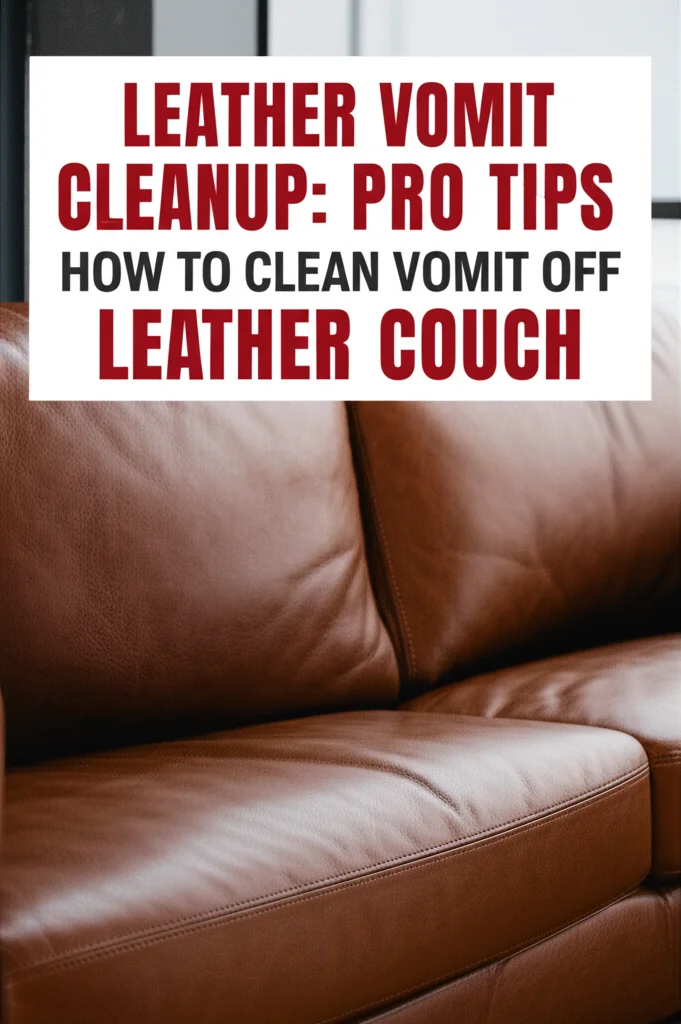 LEATHER VOMIT
CLEANUP: PRO TIPS
HOW TO CLEAN VOMIT OFF
LEATHER COUCH